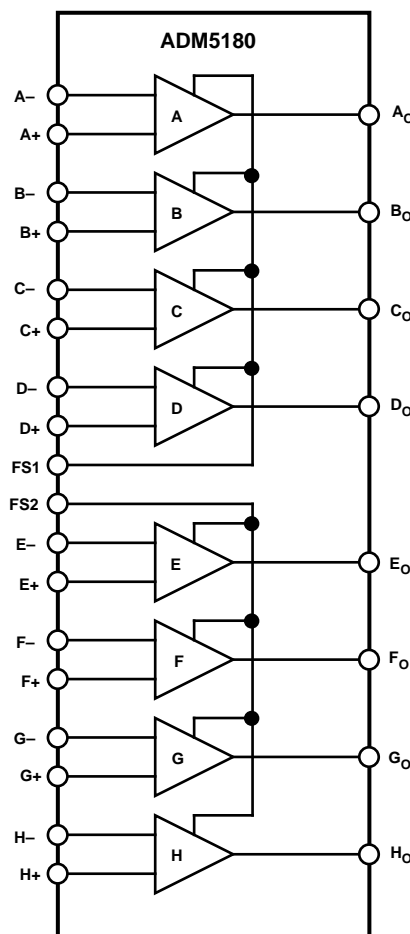 ADM5180
A–
A+
A
AO
B–
B+
B
BO
C–
C+
C
CO
D–
D+
D
DO
FS1
FS2
E–
E+
E
EO
F–
F+
F
FO
G–
G+
G
GO
H–
H+
H
HO